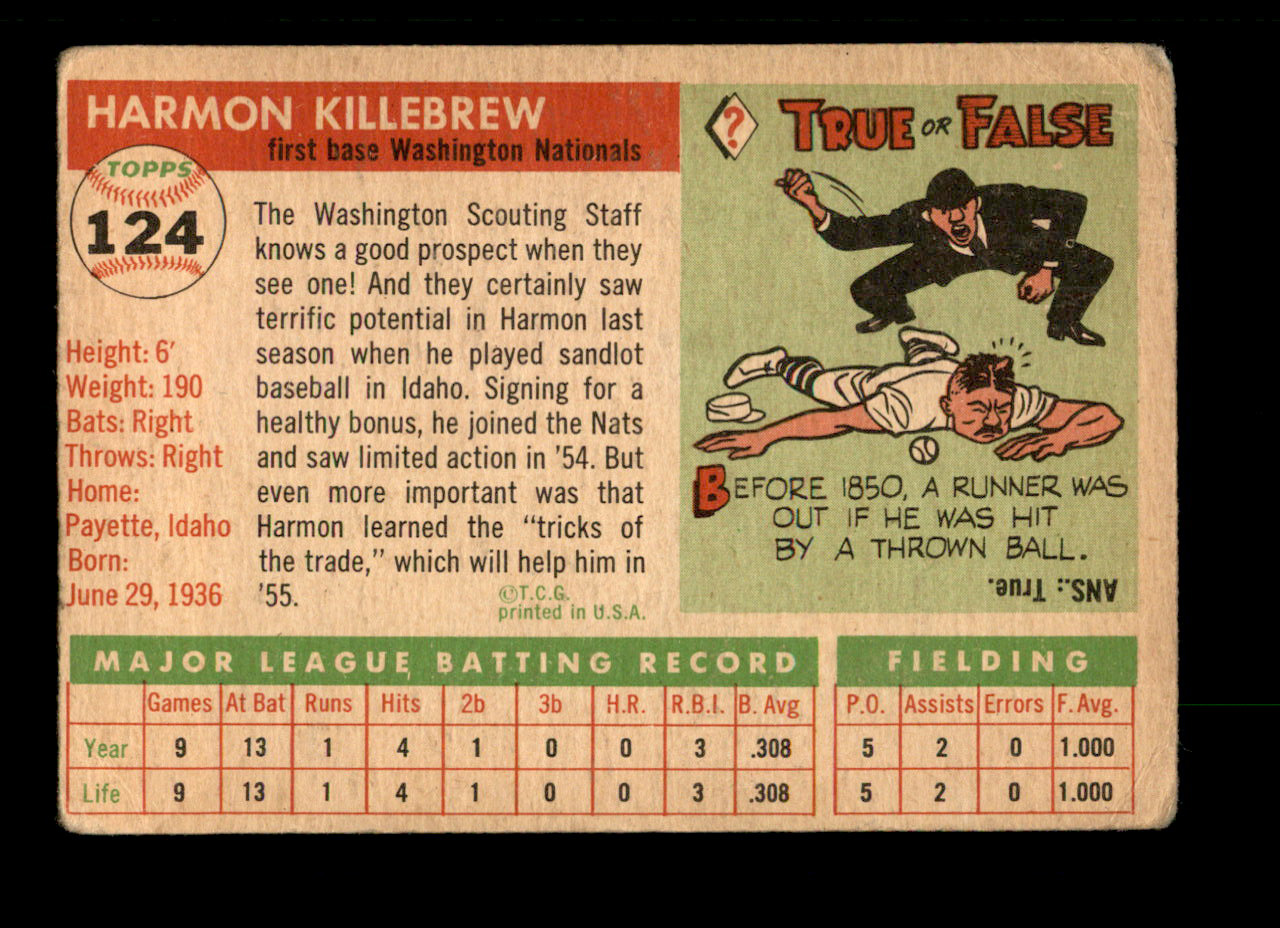 HARMON KILLEBREW
first base Washington Nationals
TOPPS
124
Height: 6′
Weight: 190
Bats: Right
Throws: Right
Home:
Payette, Idaho
Born:
June 29, 1936
The Washington Scouting Staff
knows a good prospect when they
see one! And they certainly saw
terrific potential in Harmon last
season when he played sandlot
baseball in Idaho. Signing for a
healthy bonus, he joined the Nats
and saw limited action in '54. But
even more important was that
Harmon learned the "tricks of
the trade," which will help him in
'55.
©T.C.G.
printed in U.S.A.
?
TRUE OR FALSE
BEFORE 1850, A RUNNER WAS
OUT IF HE WAS HIT
BY A THROWN BALL.
ANS.: True.
MAJOR LEAGUE BATTING RECORD
Games At Bat Runs Hits 2b 3b H.R. R.B.I. B. Avg
Year 9 13 1 4 1 0 0 3 .308
Life 9 13 1 4 1 0 0 3 .308
FIELDING
P.O. Assists Errors F. Avg.
5 2 0 1.000
5 2 0 1.000